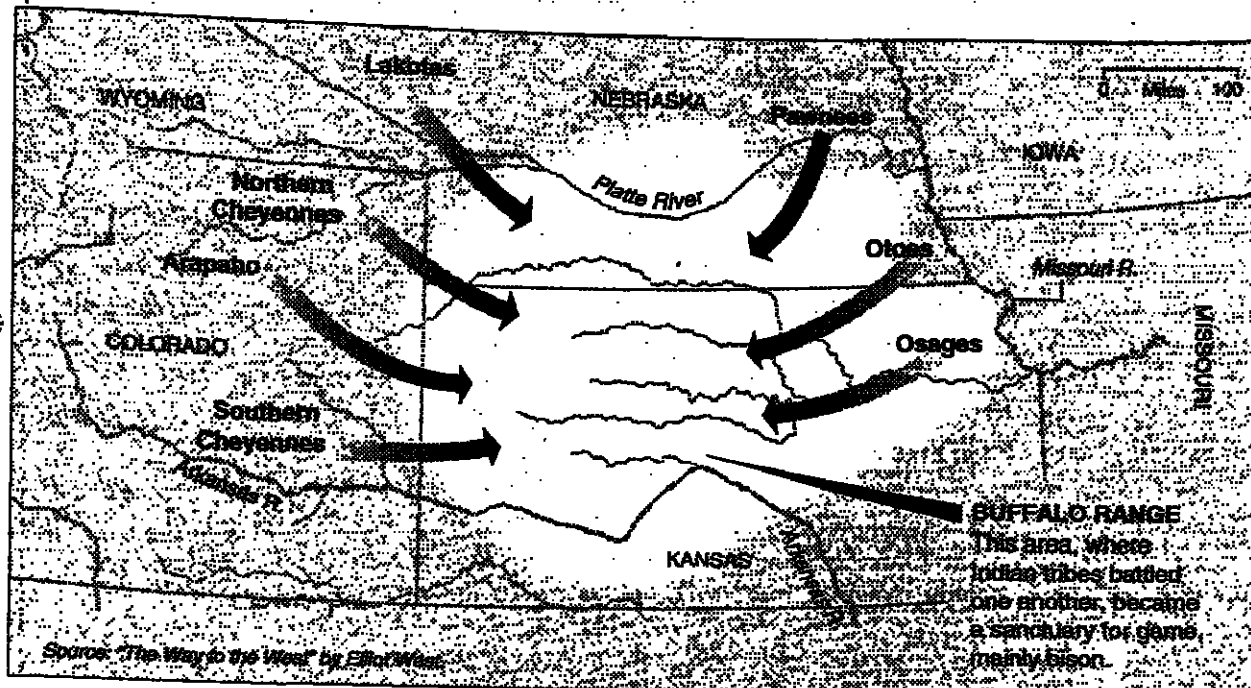 Lakotas
WYOMING
NEBRASKA
0 Miles 100
Pawnees
IOWA
Northern
Cheyennes
Platte River
Otoes
Arapaho
Missouri R.
COLORADO
Osages
MISSOURI
Southern
Cheyennes
Arkansas R.
BUFFALO RANGE
This area, where
Indian tribes battled
one another, became
a sanctuary for game,
mainly bison.
KANSAS
Arkansas R.
Source: "The Way to the West" by Elliot West.